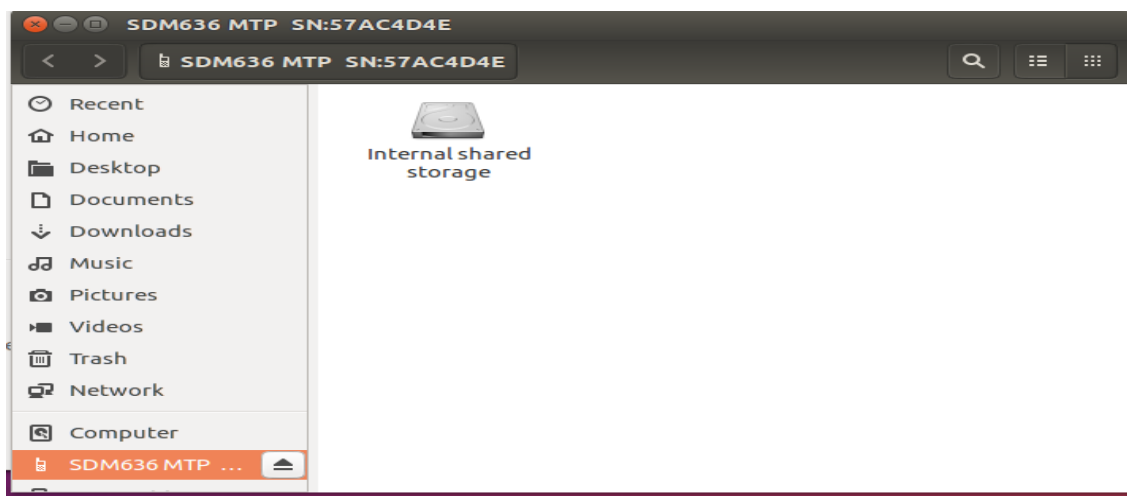 SDM636 MTP SN:57AC4D4E
SDM636 MTP SN:57AC4D4E
Recent
Home
Desktop
Documents
Downloads
Music
Pictures
Videos
Trash
Network
Computer
SDM636 MTP ...
Internal shared
storage